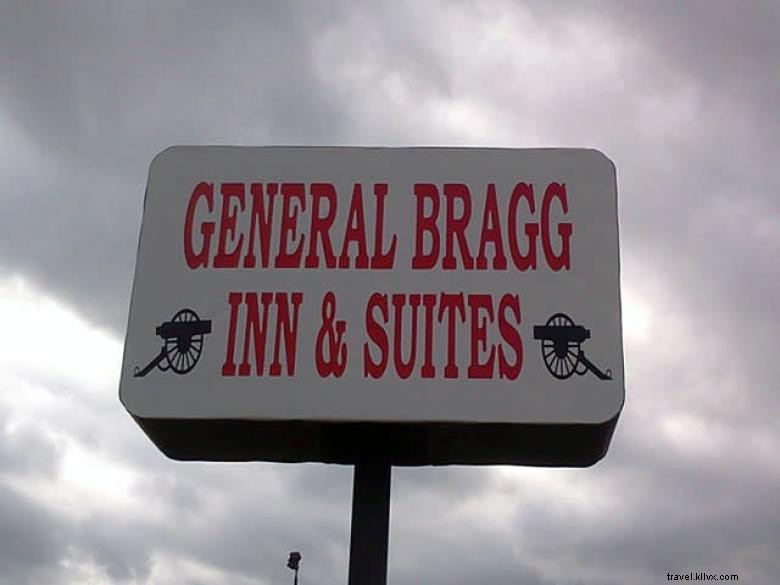 GENERAL BRAGG
INN & SUITES
travel.kllvx.com